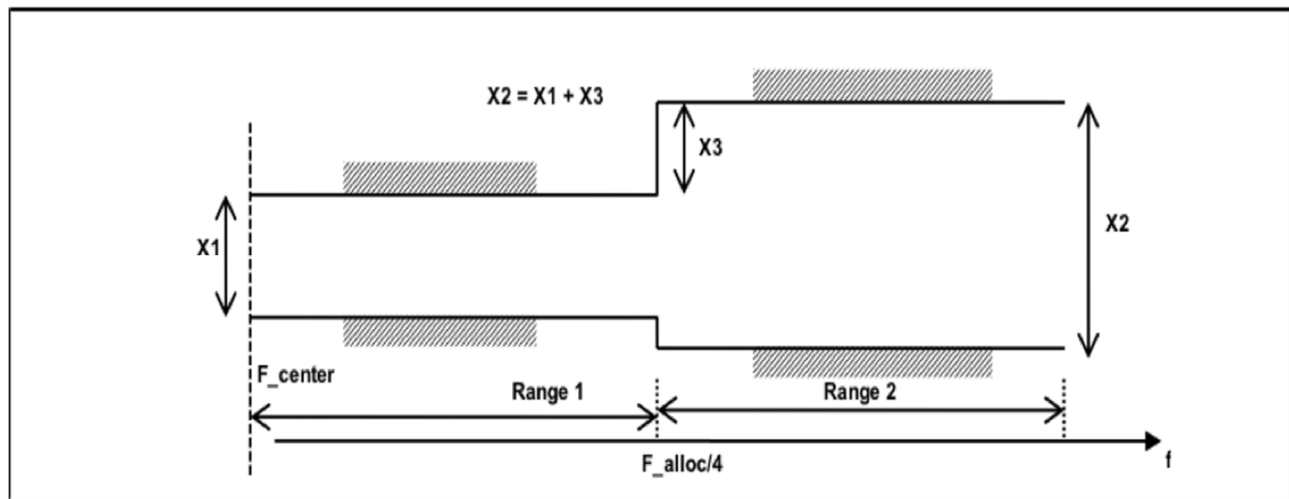 X2 = X1 + X3
X3
X1
X2
F_center
Range 1
Range 2
F_alloc/4
f